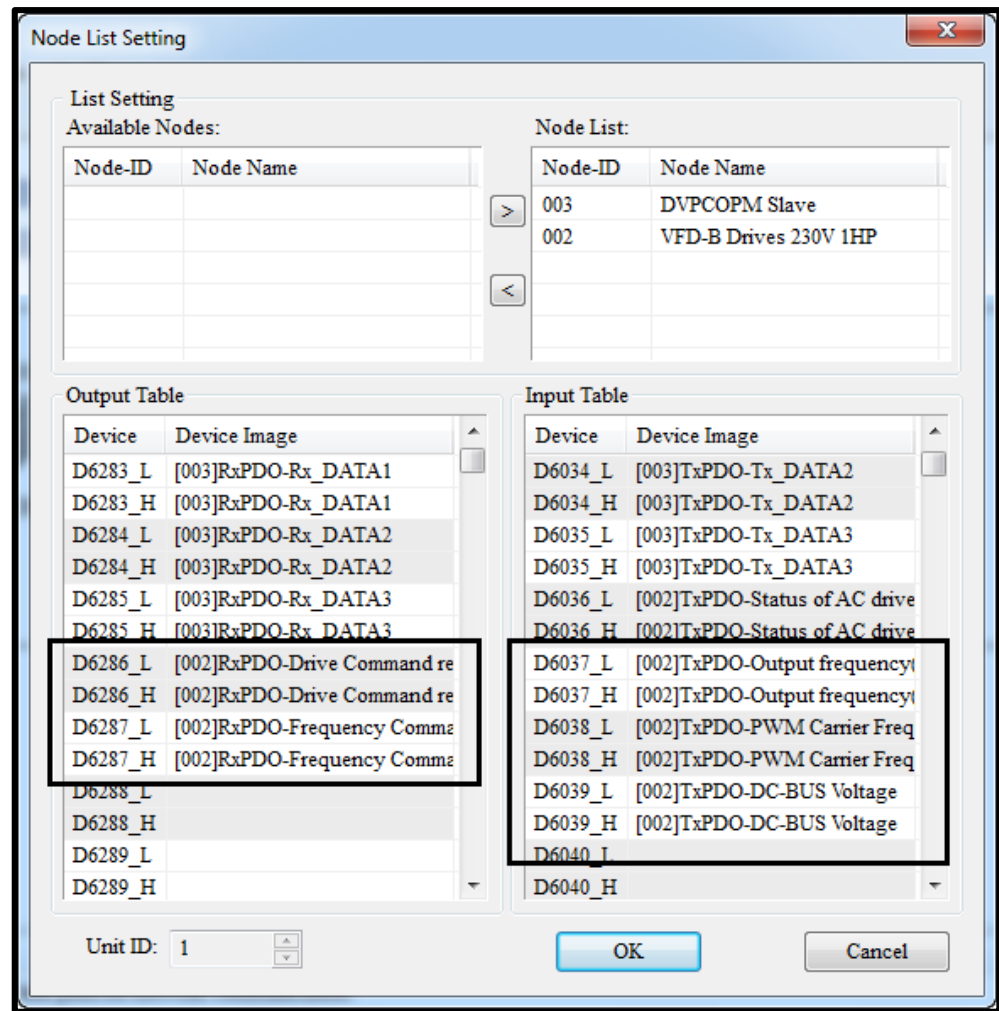 Node List Setting
x
List Setting
Available Nodes:
Node-ID Node Name
>
<
Node List:
Node-ID Node Name
003 DVPCOPM Slave
002 VFD-B Drives 230V 1HP
Output Table
Device Device Image
D6283_L [003]RxPDO-Rx_DATA1
D6283_H [003]RxPDO-Rx_DATA1
D6284_L [003]RxPDO-Rx_DATA2
D6284_H [003]RxPDO-Rx_DATA2
D6285_L [003]RxPDO-Rx_DATA3
D6285_H [003]RxPDO-Rx_DATA3
D6286_L [002]RxPDO-Drive Command re
D6286_H [002]RxPDO-Drive Command re
D6287_L [002]RxPDO-Frequency Comma
D6287_H [002]RxPDO-Frequency Comma
D6288_L
D6288_H
D6289_L
D6289_H
Input Table
Device Device Image
D6034_L [003]TxPDO-Tx_DATA2
D6034_H [003]TxPDO-Tx_DATA2
D6035_L [003]TxPDO-Tx_DATA3
D6035_H [003]TxPDO-Tx_DATA3
D6036_L [002]TxPDO-Status of AC drive
D6036_H [002]TxPDO-Status of AC drive
D6037_L [002]TxPDO-Output frequency(
D6037_H [002]TxPDO-Output frequency(
D6038_L [002]TxPDO-PWM Carrier Freq
D6038_H [002]TxPDO-PWM Carrier Freq
D6039_L [002]TxPDO-DC-BUS Voltage
D6039_H [002]TxPDO-DC-BUS Voltage
D6040_L
D6040_H
Unit ID: 1
OK
Cancel